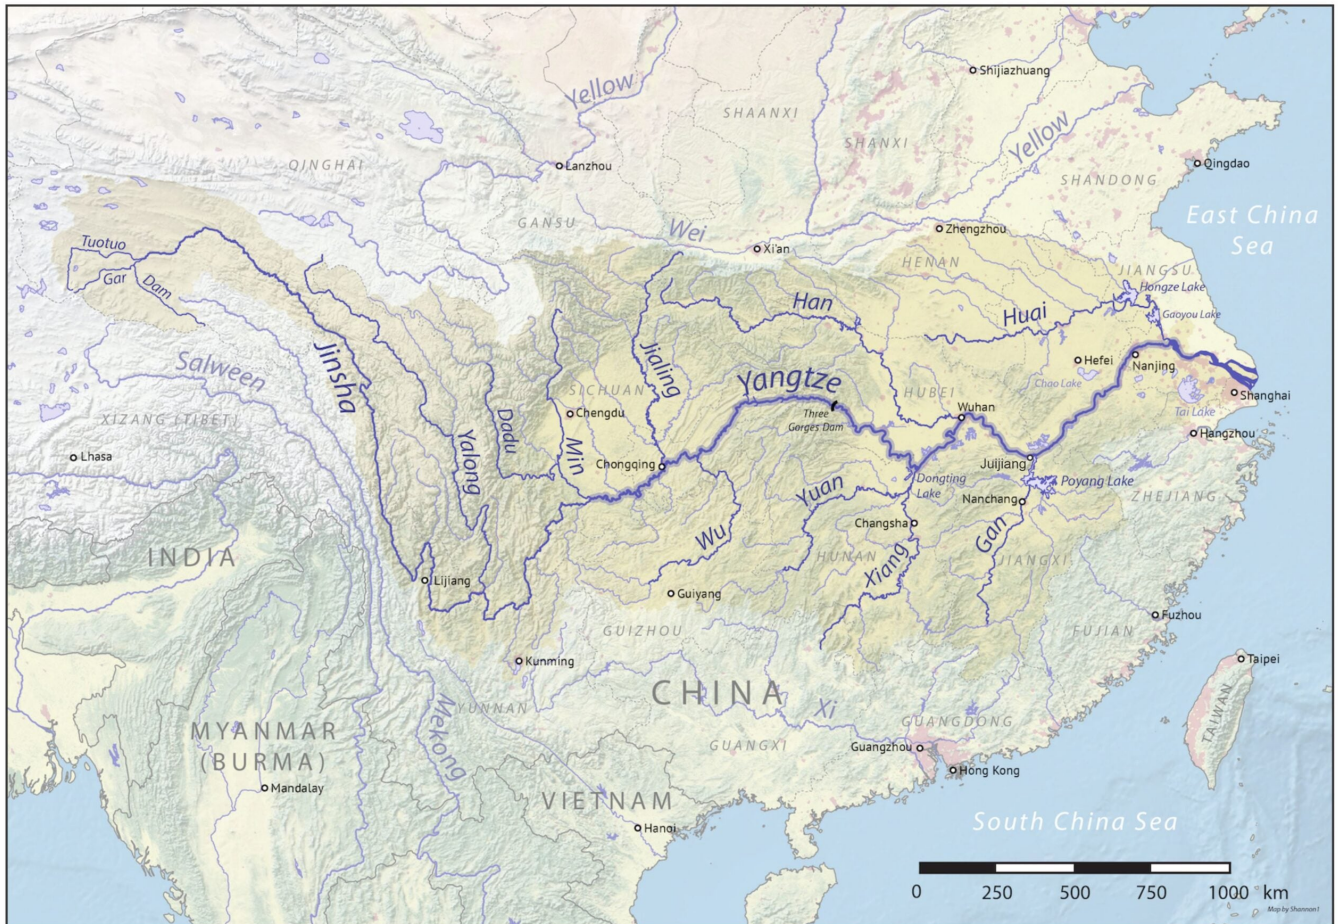 Shijiazhuang
Yellow
SHAANXI
SHANXI
Yellow
QINGHAI
Lanzhou
Qingdao
SHANDONG
GANSU
Wei
Xi'an
Zhengzhou
East China
Sea
Tuotuo
Gar
Dam
HENAN
JIANGSU
Hongze Lake
Han
Huai
Gaoyou Lake
Jinsha
Salween
Jialing
Yangtze
Hefei
Nanjing
Chao Lake
SICHUAN
HUBEI
Shanghai
Tai Lake
XIZANG (TIBET)
Chengdu
Three
Gorges Dam
Wuhan
Dadu
Min
Yalong
Hangzhou
Lhasa
Chongqing
Juijiang
Dongting
Lake
Poyang Lake
Yuan
Nanchang
ZHEJIANG
Changsha
Wu
Gan
INDIA
HUNAN
Xiang
JIANGXI
Lijiang
Guiyang
Fuzhou
GUIZHOU
FUJIAN
Kunming
Taipei
CHINA
YUNNAN
Mekong
Xi
GUANGDONG
TAIWAN
MYANMAR
(BURMA)
GUANGXI
Guangzhou
Hong Kong
Mandalay
VIETNAM
Hanoi
South China Sea
0 250 500 750 1000 km
Map by Shannon1